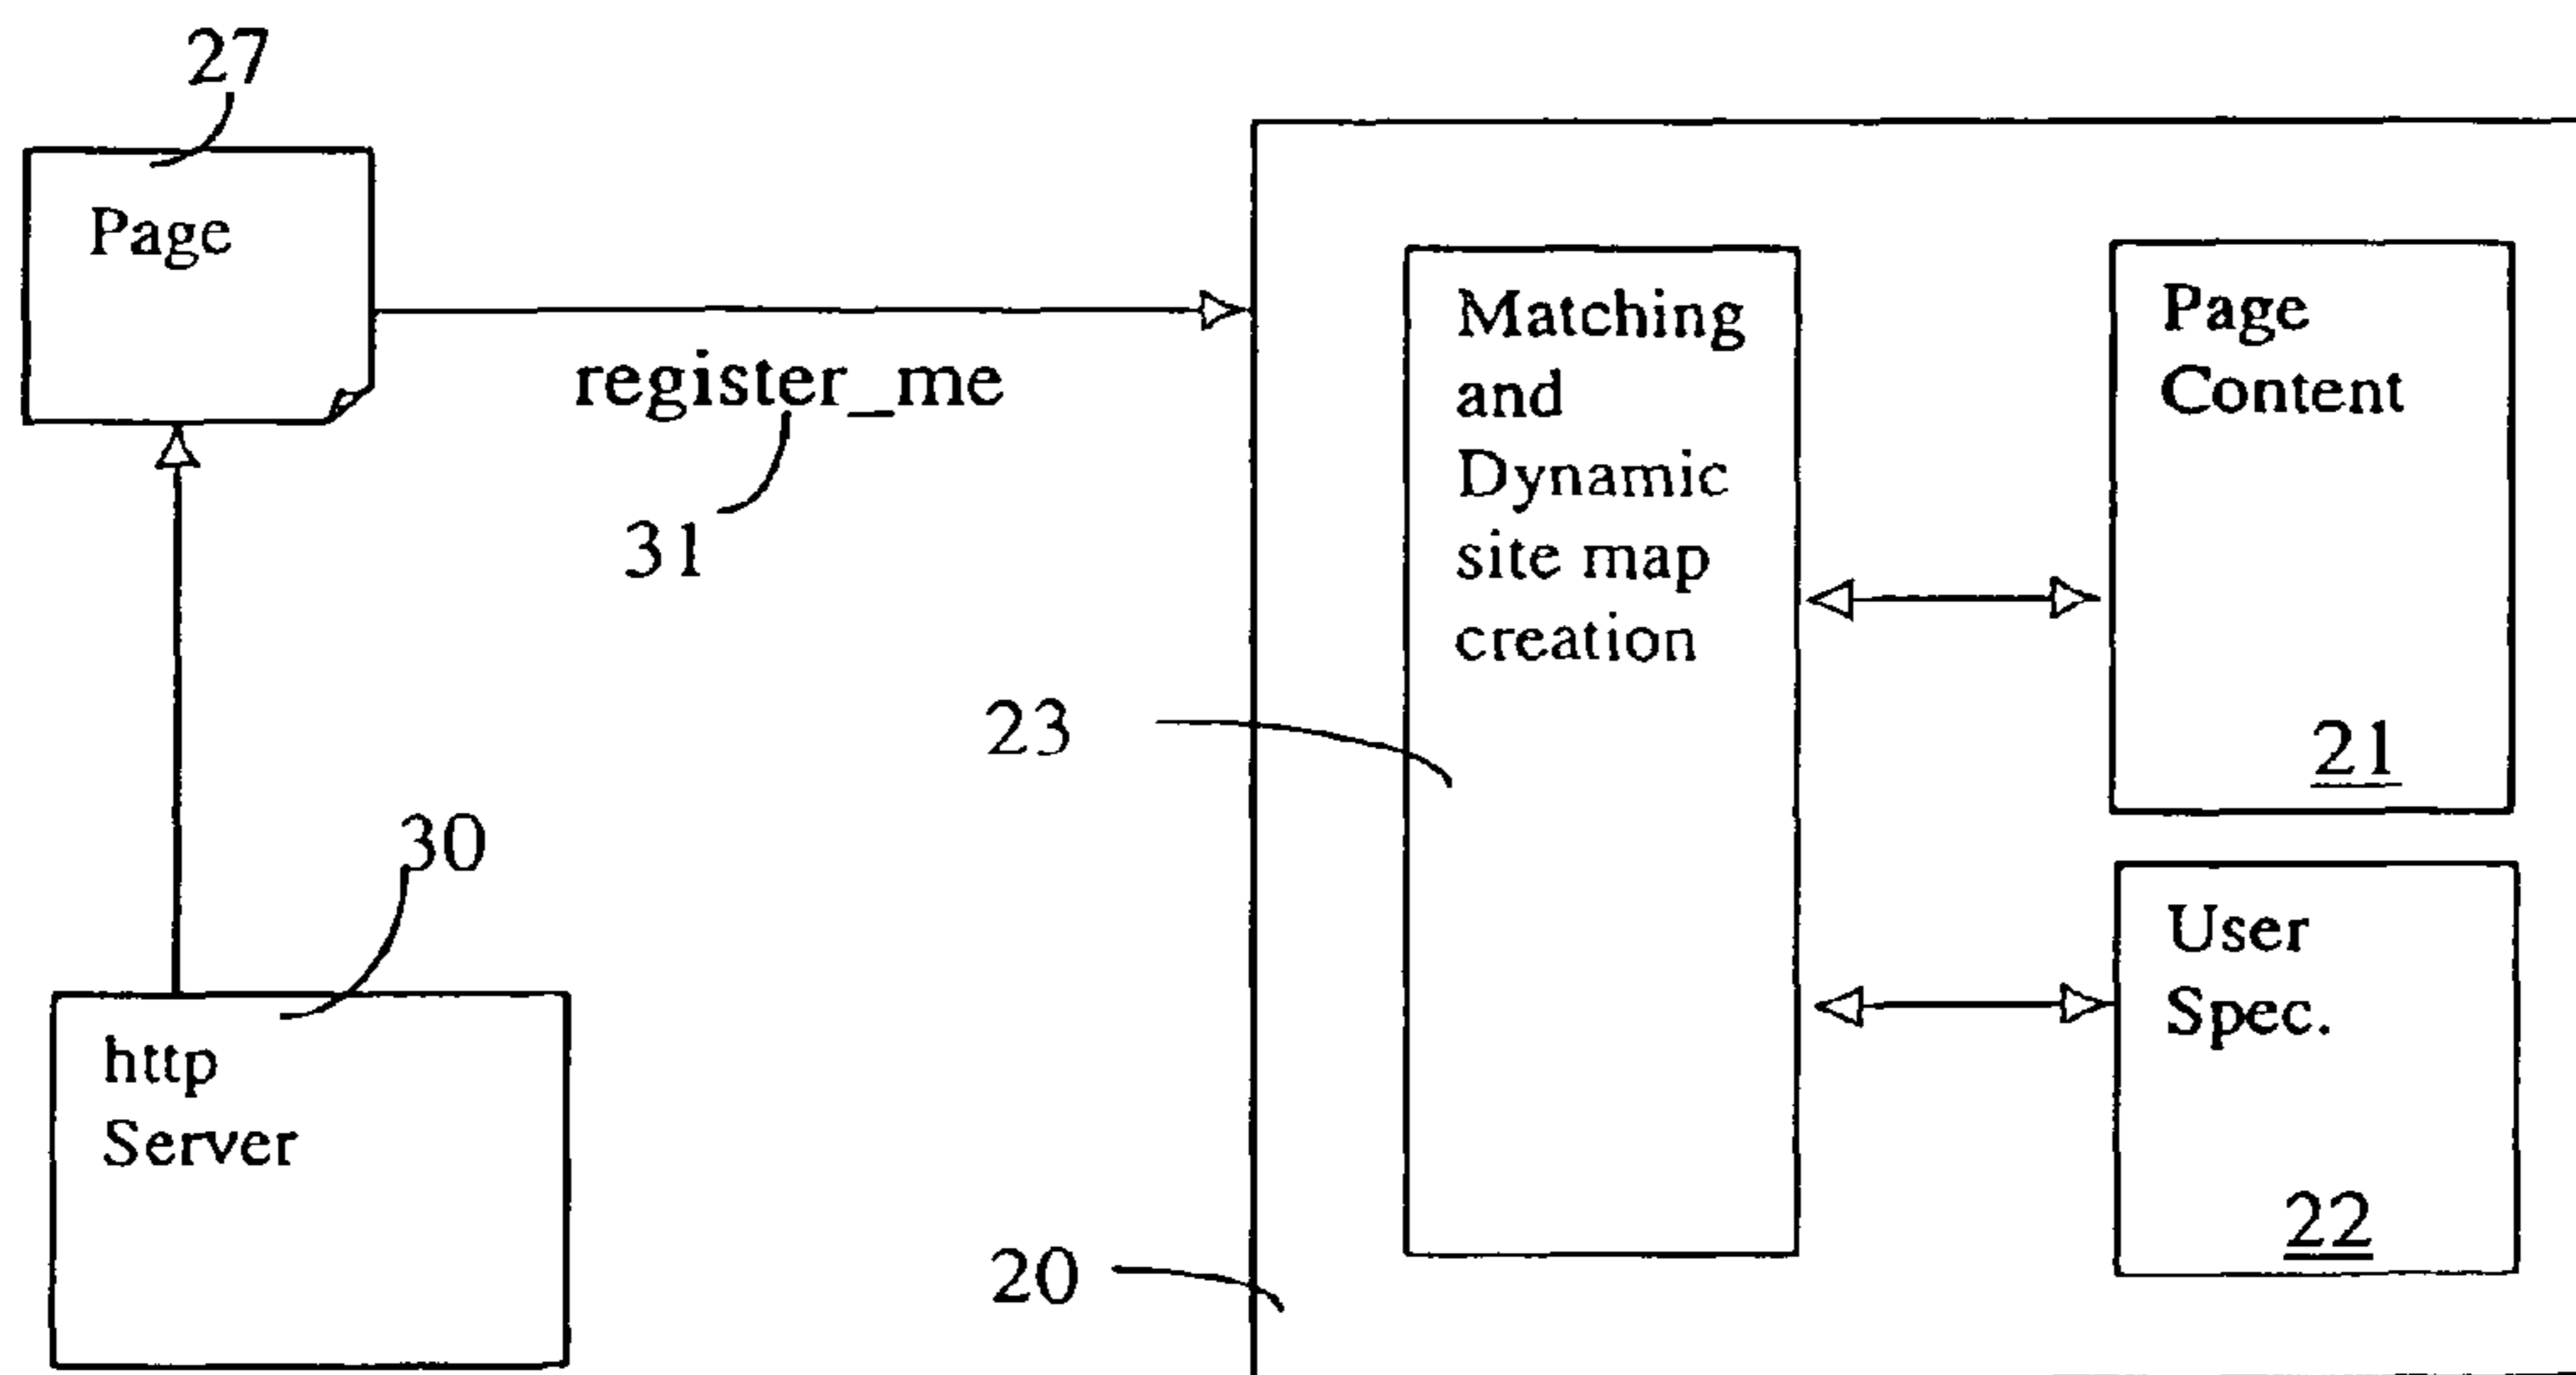 27
Page
register_me
31
30
http
Server
20
23
Matching
and
Dynamic
site map
creation
Page
Content
21
User
Spec.
22